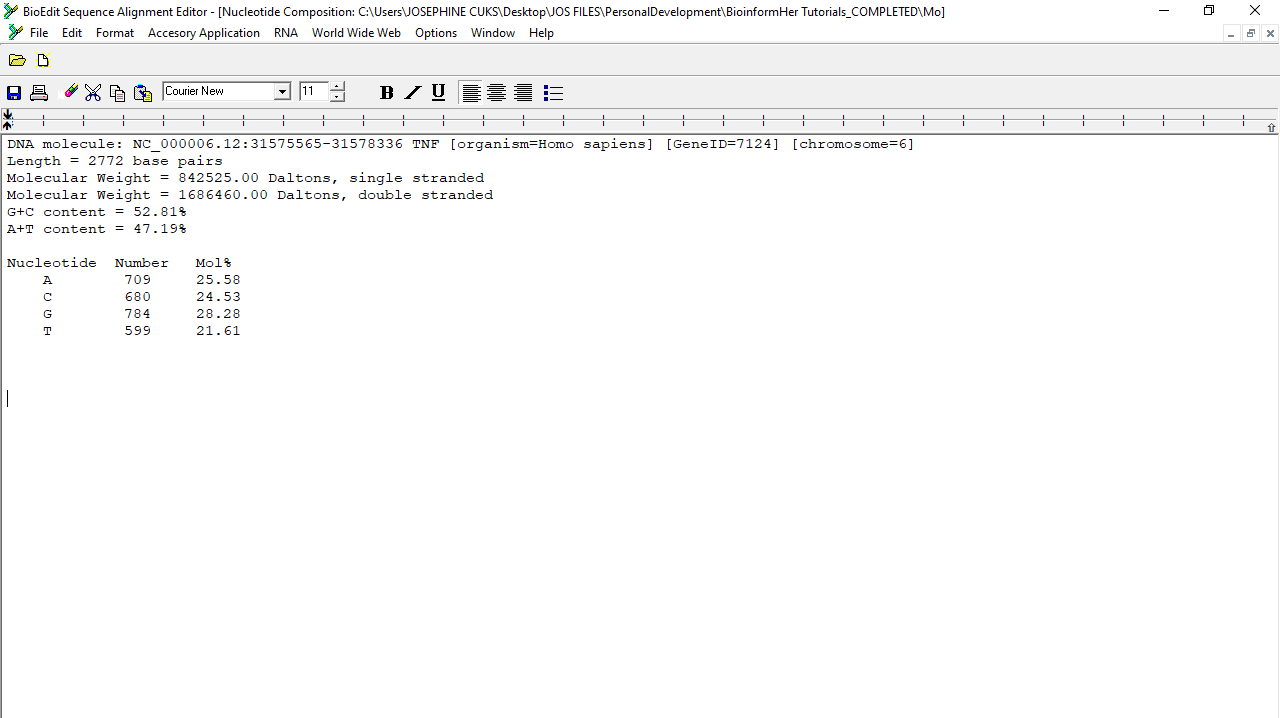 BioEdit Sequence Alignment Editor - [Nucleotide Composition: C:\Users\JOSEPHINE CUKS\Desktop\JOS FILES\PersonalDevelopment\BioinformHer Tutorials_COMPLETED\Mo]
File Edit Format Accesory Application RNA World Wide Web Options Window Help
Courier New 11 B U
DNA molecule: NC_000006.12:31575565-31578336 TNF [organism=Homo sapiens] [GeneID=7124] [chromosome=6]
Length = 2772 base pairs
Molecular Weight = 842525.00 Daltons, single stranded
Molecular Weight = 1686460.00 Daltons, double stranded
G+C content = 52.81%
A+T content = 47.19%
Nucleotide Number Mol%
A 709 25.58
C 680 24.53
G 784 28.28
T 599 21.61